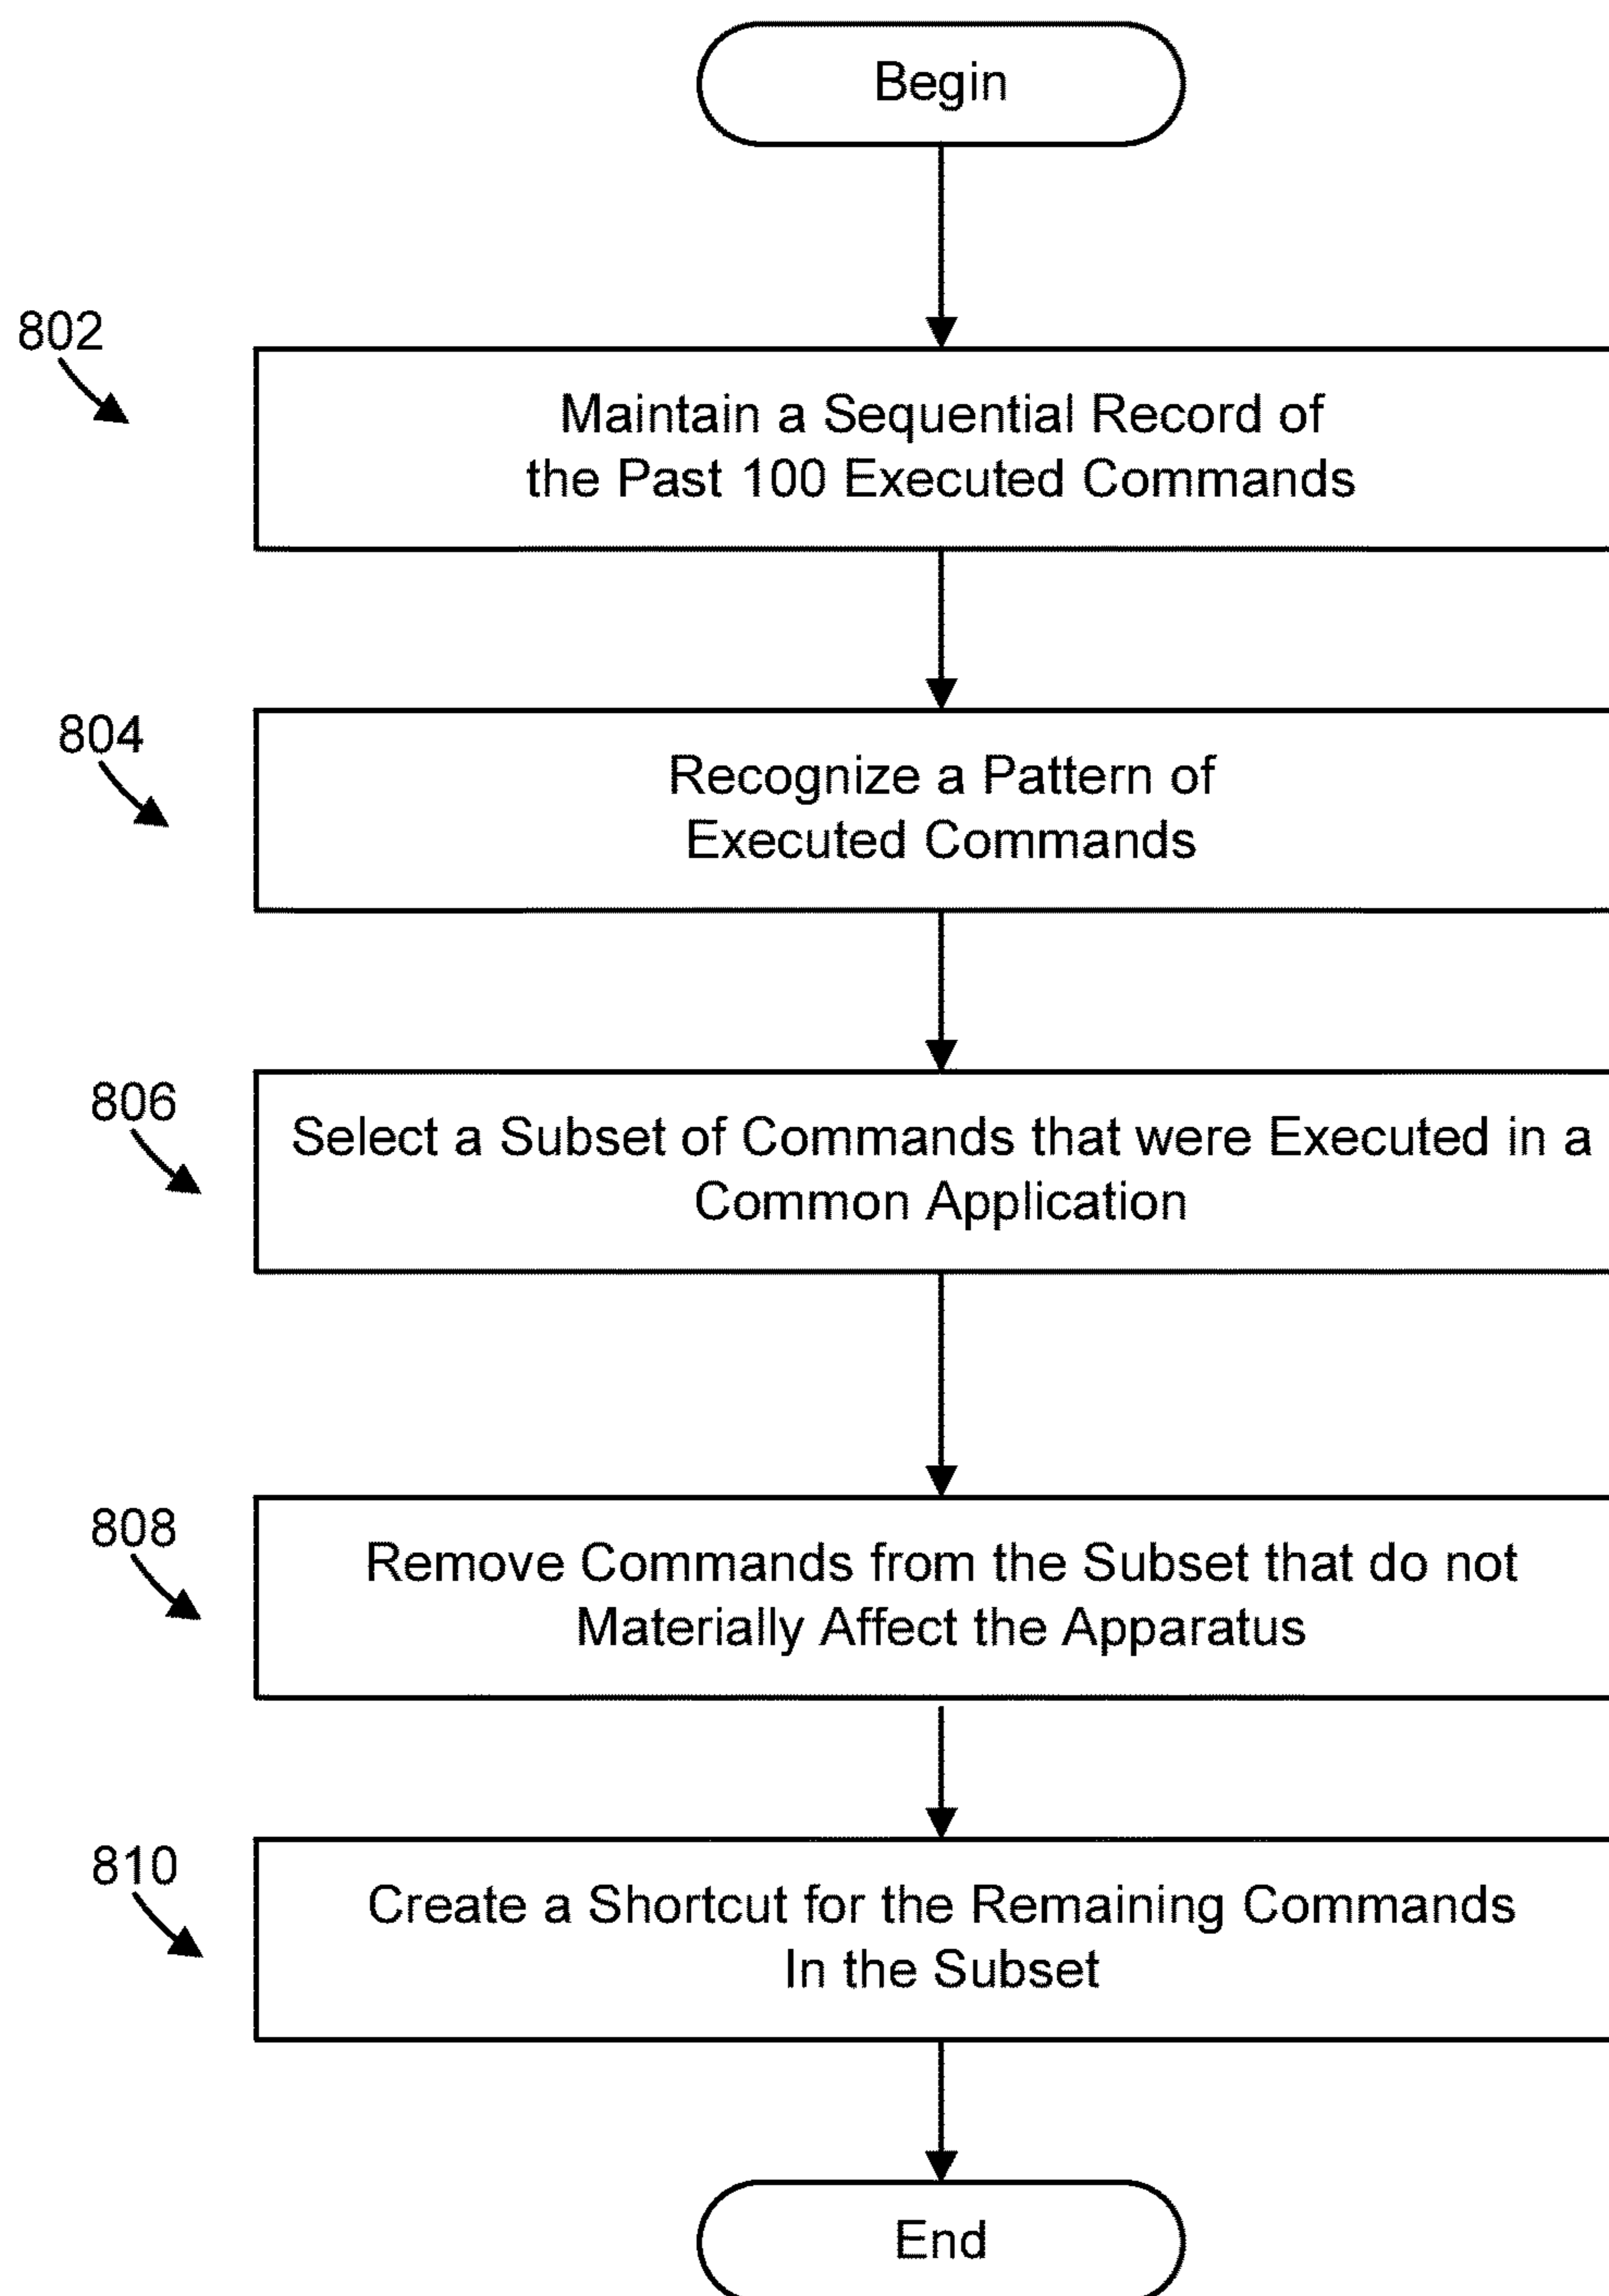 Begin
802
Maintain a Sequential Record of
the Past 100 Executed Commands
804
Recognize a Pattern of
Executed Commands
806
Select a Subset of Commands that were Executed in a
Common Application
808
Remove Commands from the Subset that do not
Materially Affect the Apparatus
810
Create a Shortcut for the Remaining Commands
In the Subset
End